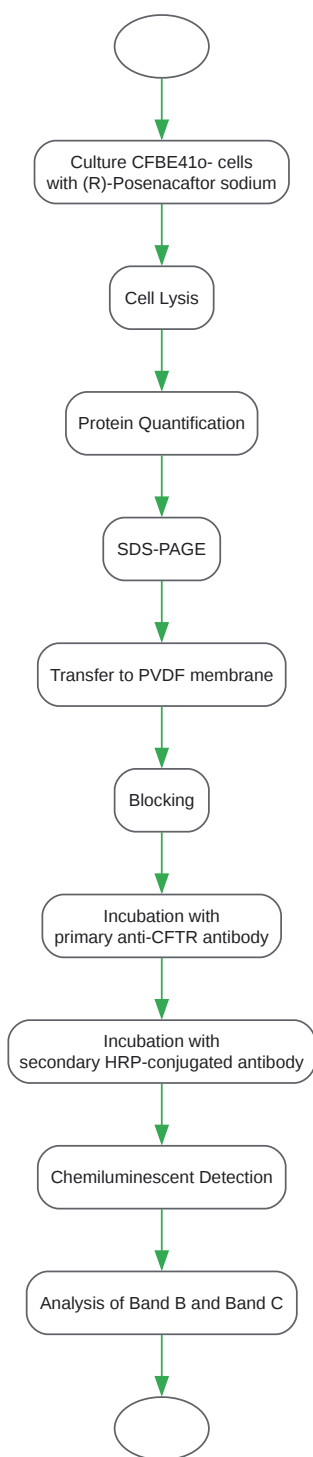 Culture CFBE41o- cells
with (R)-Posenacaftor sodium
Cell Lysis
Protein Quantification
SDS-PAGE
Transfer to PVDF membrane
Blocking
Incubation with
primary anti-CFTR antibody
Incubation with
secondary HRP-conjugated antibody
Chemiluminescent Detection
Analysis of Band B and Band C